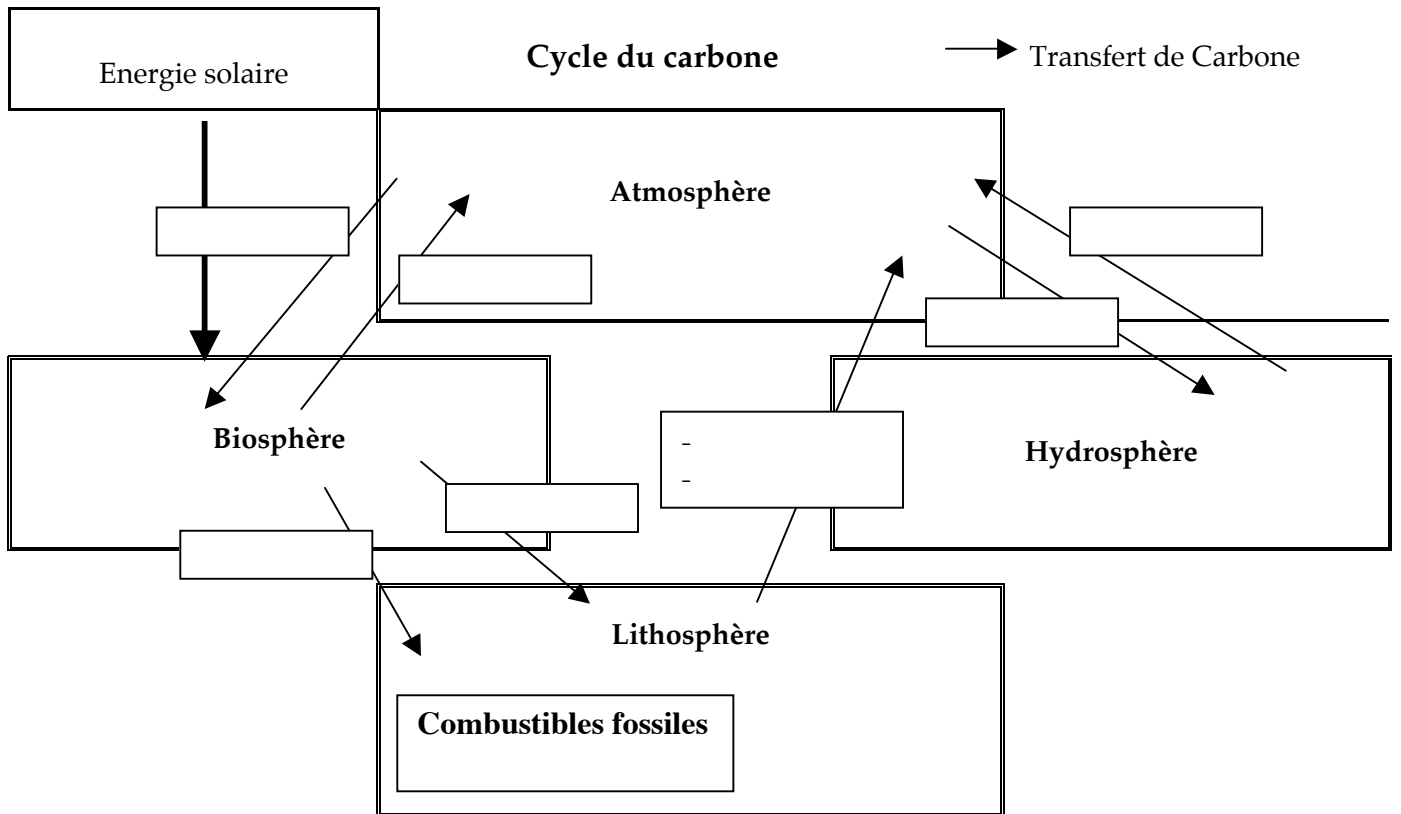 Cycle du carbone
Transfert de Carbone
Energie solaire
Atmosphère
Biosphère
-
-
Hydrosphère
Lithosphère
Combustibles fossiles